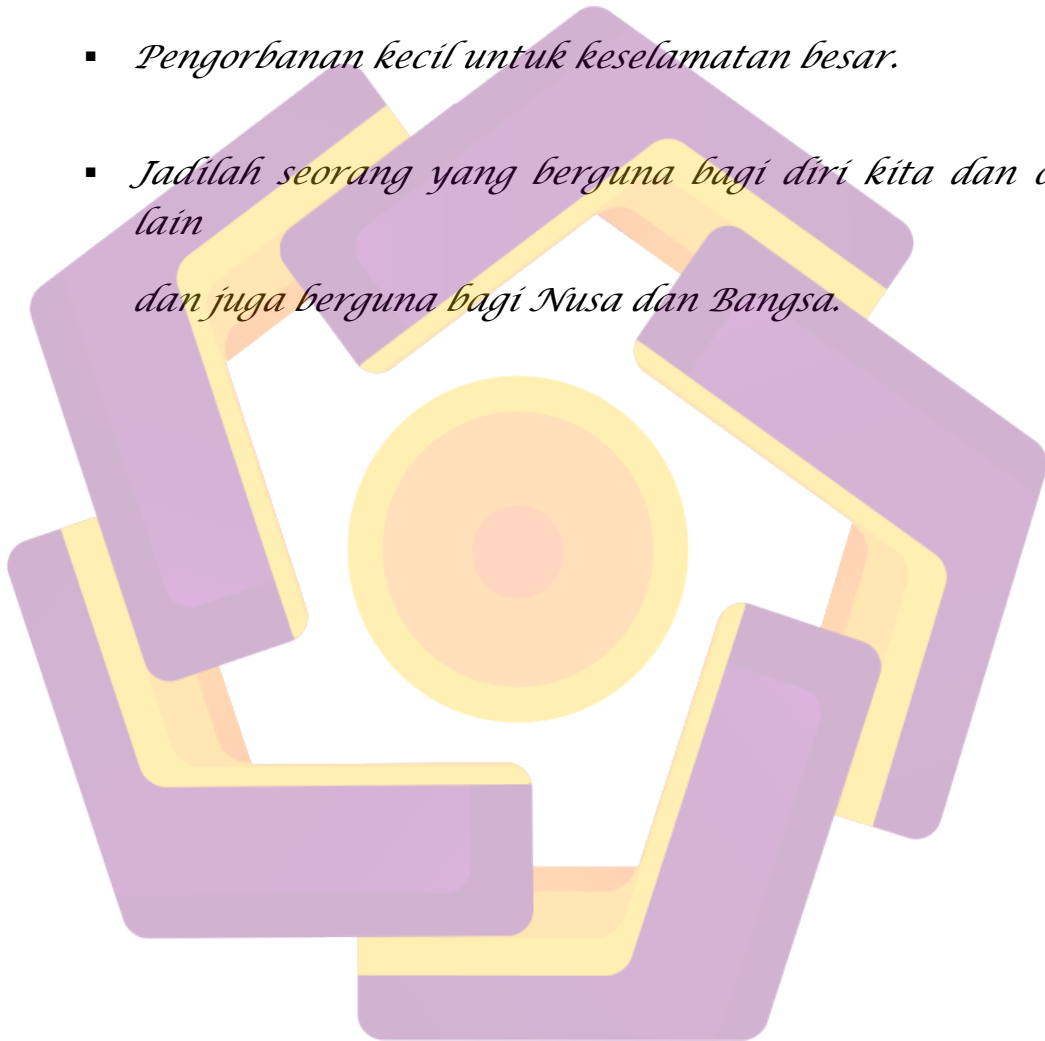 ▪ Pengorbanan kecil untuk keselamatan besar.
▪ Jadilah seorang yang berguna bagi diri kita dan
lain
dan juga berguna bagi Nusa dan Bangsa.